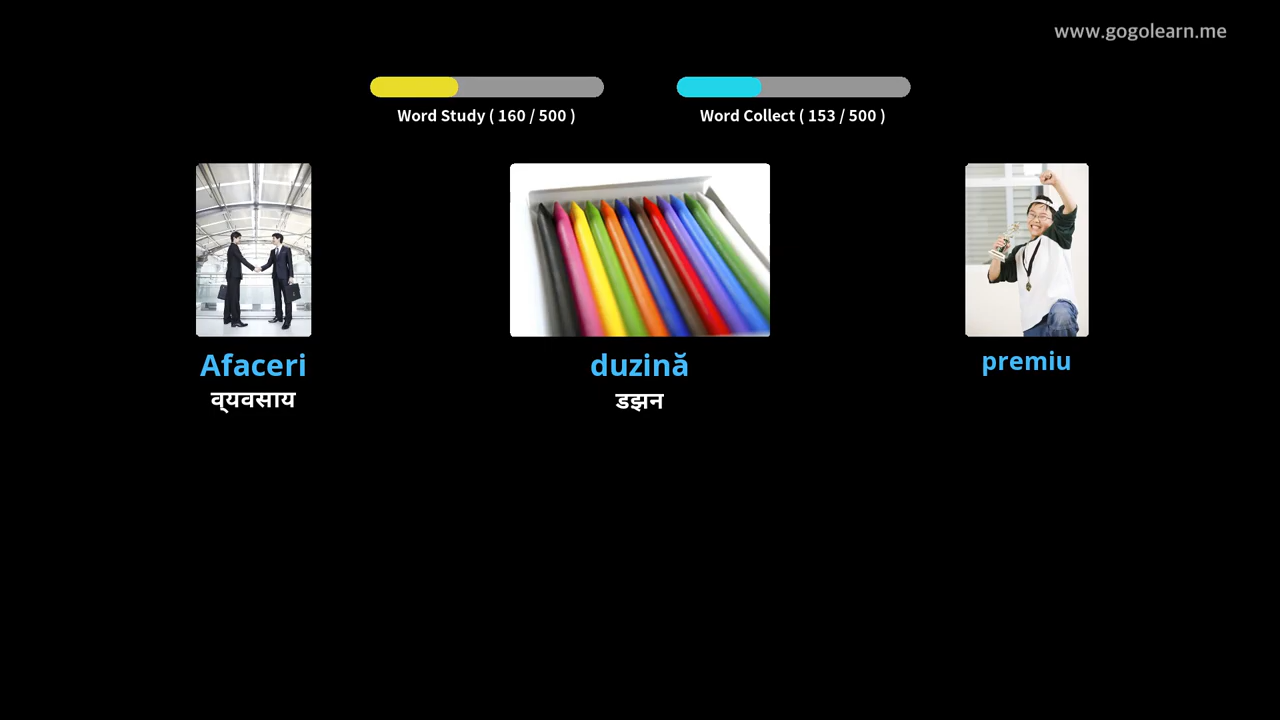 www.gogolearn.me
Word Study ( 160 / 500 )
Word Collect ( 153 / 500 )
Afaceri
व्यवसाय
duzină
डझन
premiu